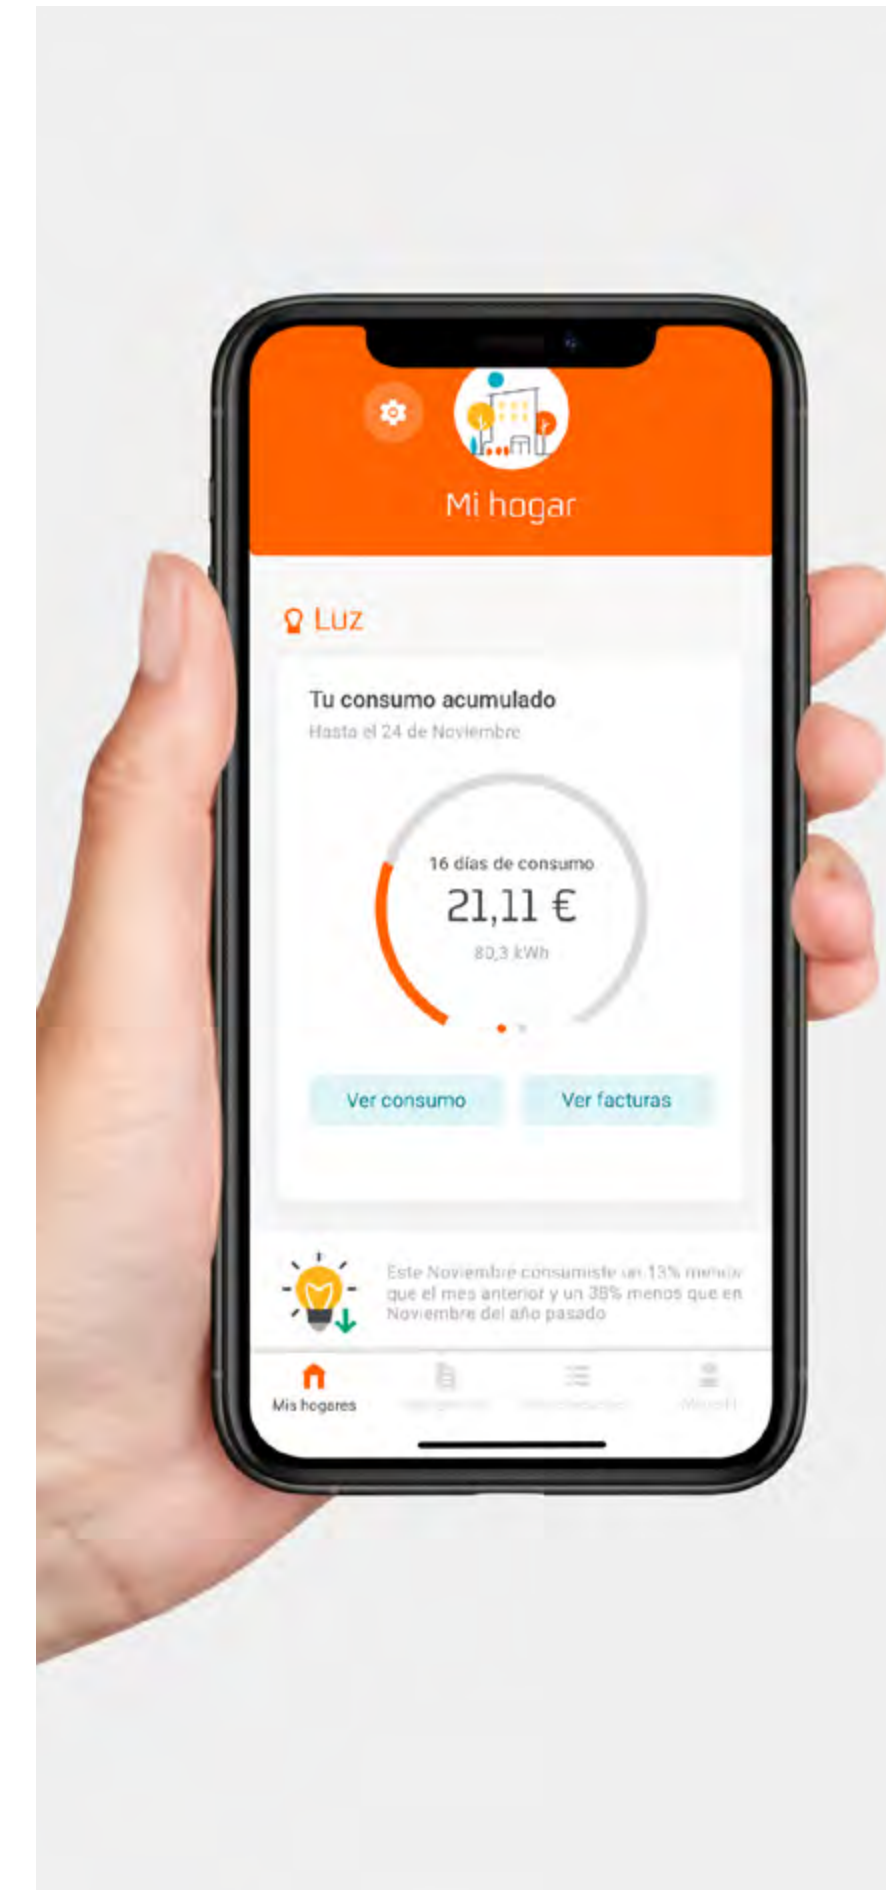 Mi hogar
Luz
Tu consumo acumulado
Hasta el 24 de Noviembre
16 días de consumo
21,11 €
80,3 kWh
Ver consumo
Ver facturas
Este Noviembre consumiste un 13% menos
que el mes anterior y un 38% menos que en
Noviembre del año pasado
Mis hogares